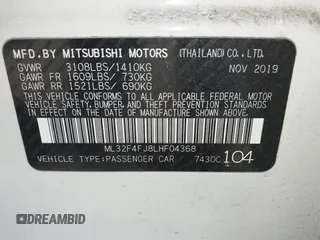 MFD.BY MITSUBISHI MOTORS (THAILAND)CO.,LTD.
GVWR 3108LBS/1410KG NOV 2019
GAWR FR 1609LBS/ 730KG
GAWR RR 1521LBS/ 690KG
THIS VEHICLE CONFORMS TO ALL APPLICABLE
FEDERAL MOTOR VEHICLE SAFETY, BUMPER,
AND THEFT PREVENTION STANDARDS
IN EFFECT ON THE DATE OF MANUFACTURE
SHOWN ABOVE.
ML32F4FJ8LHF04368
VEHICLE TYPE:PASSENGER CAR 7430C 104
DREAMBID